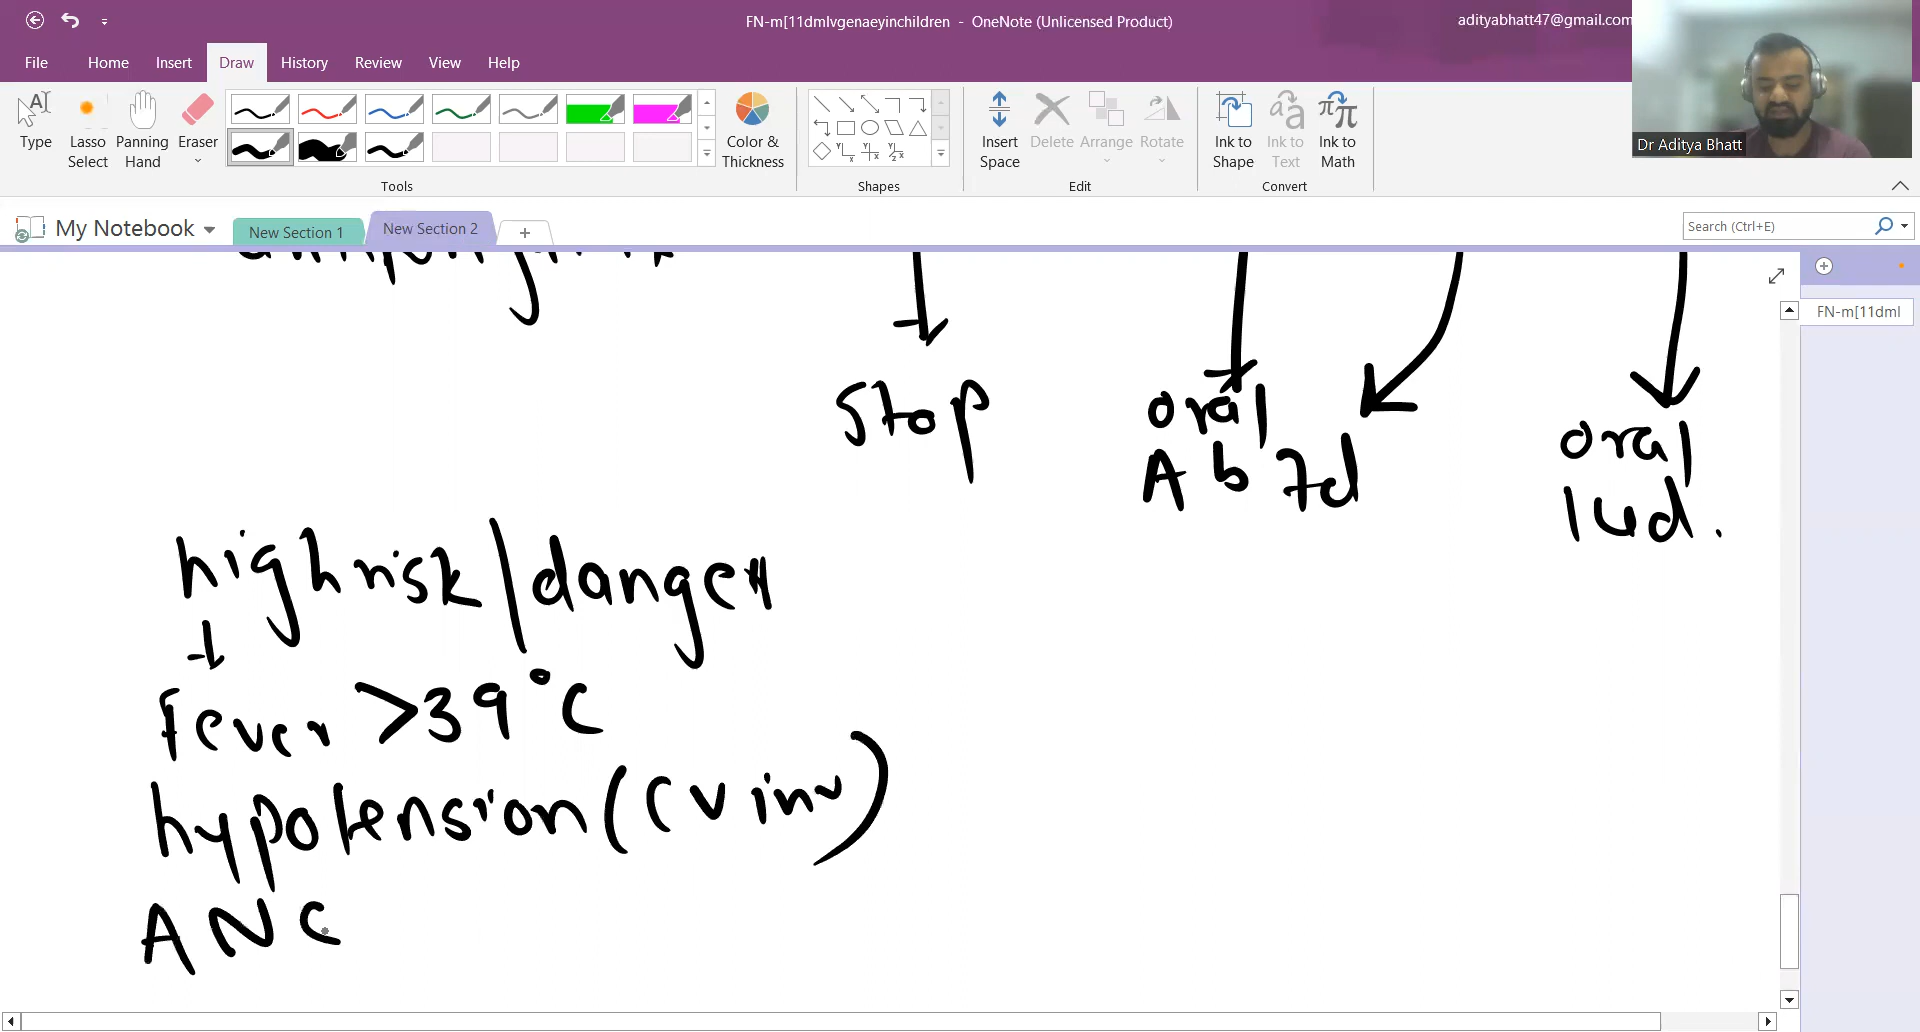 FN-m[11dmlvgenaeyinchildren - OneNote (Unlicensed Product)
adityabhatt47@gmail.com
File Home Insert Draw History Review View Help
Type
Lasso Select
Panning Hand
Eraser
Color & Thickness
Insert Space
Delete
Arrange
Rotate
Ink to Shape
Ink to Text
Ink to Math
Tools
Shapes
Edit
Convert
Dr Aditya Bhatt
My Notebook
New Section 1
New Section 2
Search (Ctrl+E)
FN-m[11dml
Stop
oral
Ab 7d
oral
14d.
high risk/danger
Fever >39°C
hypotension (CV inv)
ANC